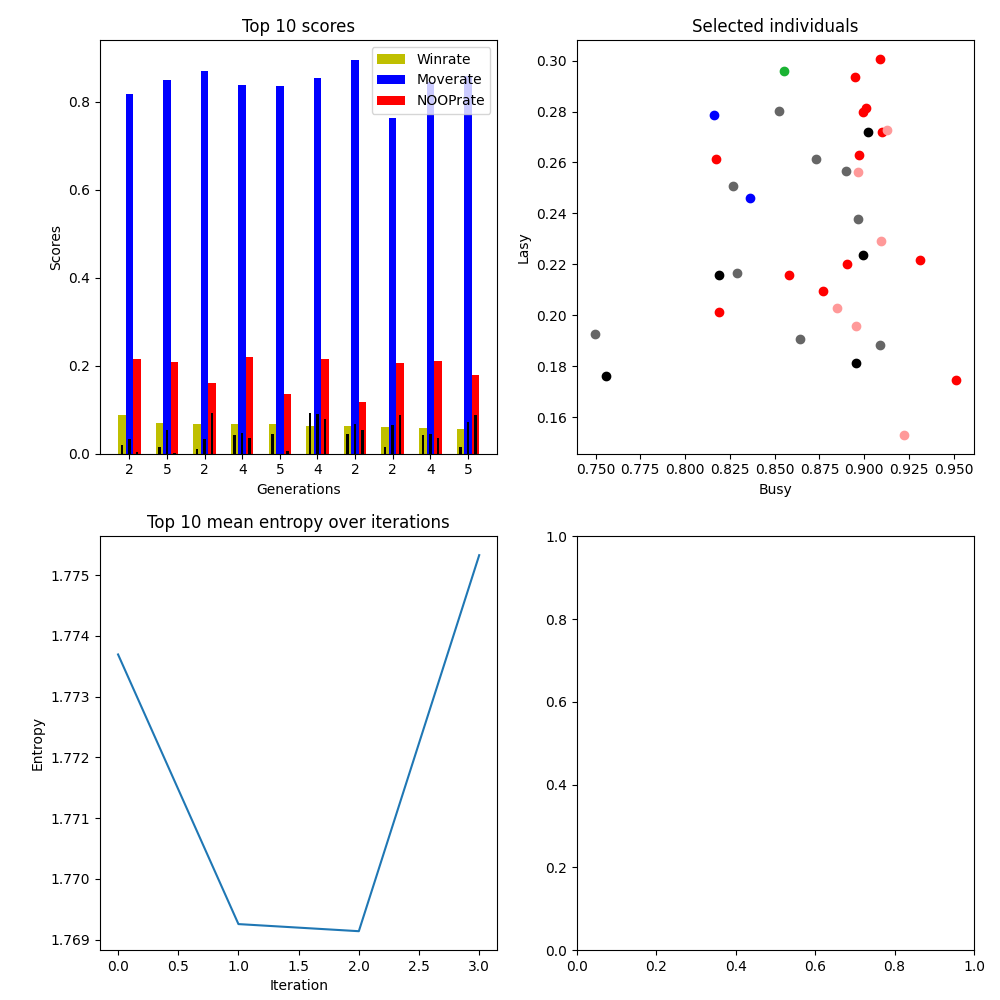 Top 10 scores
Winrate
Moverate
NOOPrate
0.8
0.6
0.4
0.2
0.0
Scores
2 5 2 4 5 4 2 2 4 5
Generations
Selected individuals
0.30
0.28
0.26
0.24
0.22
0.20
0.18
0.16
Lasy
0.750 0.775 0.800 0.825 0.850 0.875 0.900 0.925 0.950
Busy
Top 10 mean entropy over iterations
1.775
1.774
1.773
1.772
1.771
1.770
1.769
Entropy
0.0 0.5 1.0 1.5 2.0 2.5 3.0
Iteration
1.0
0.8
0.6
0.4
0.2
0.0
0.0 0.2 0.4 0.6 0.8 1.0